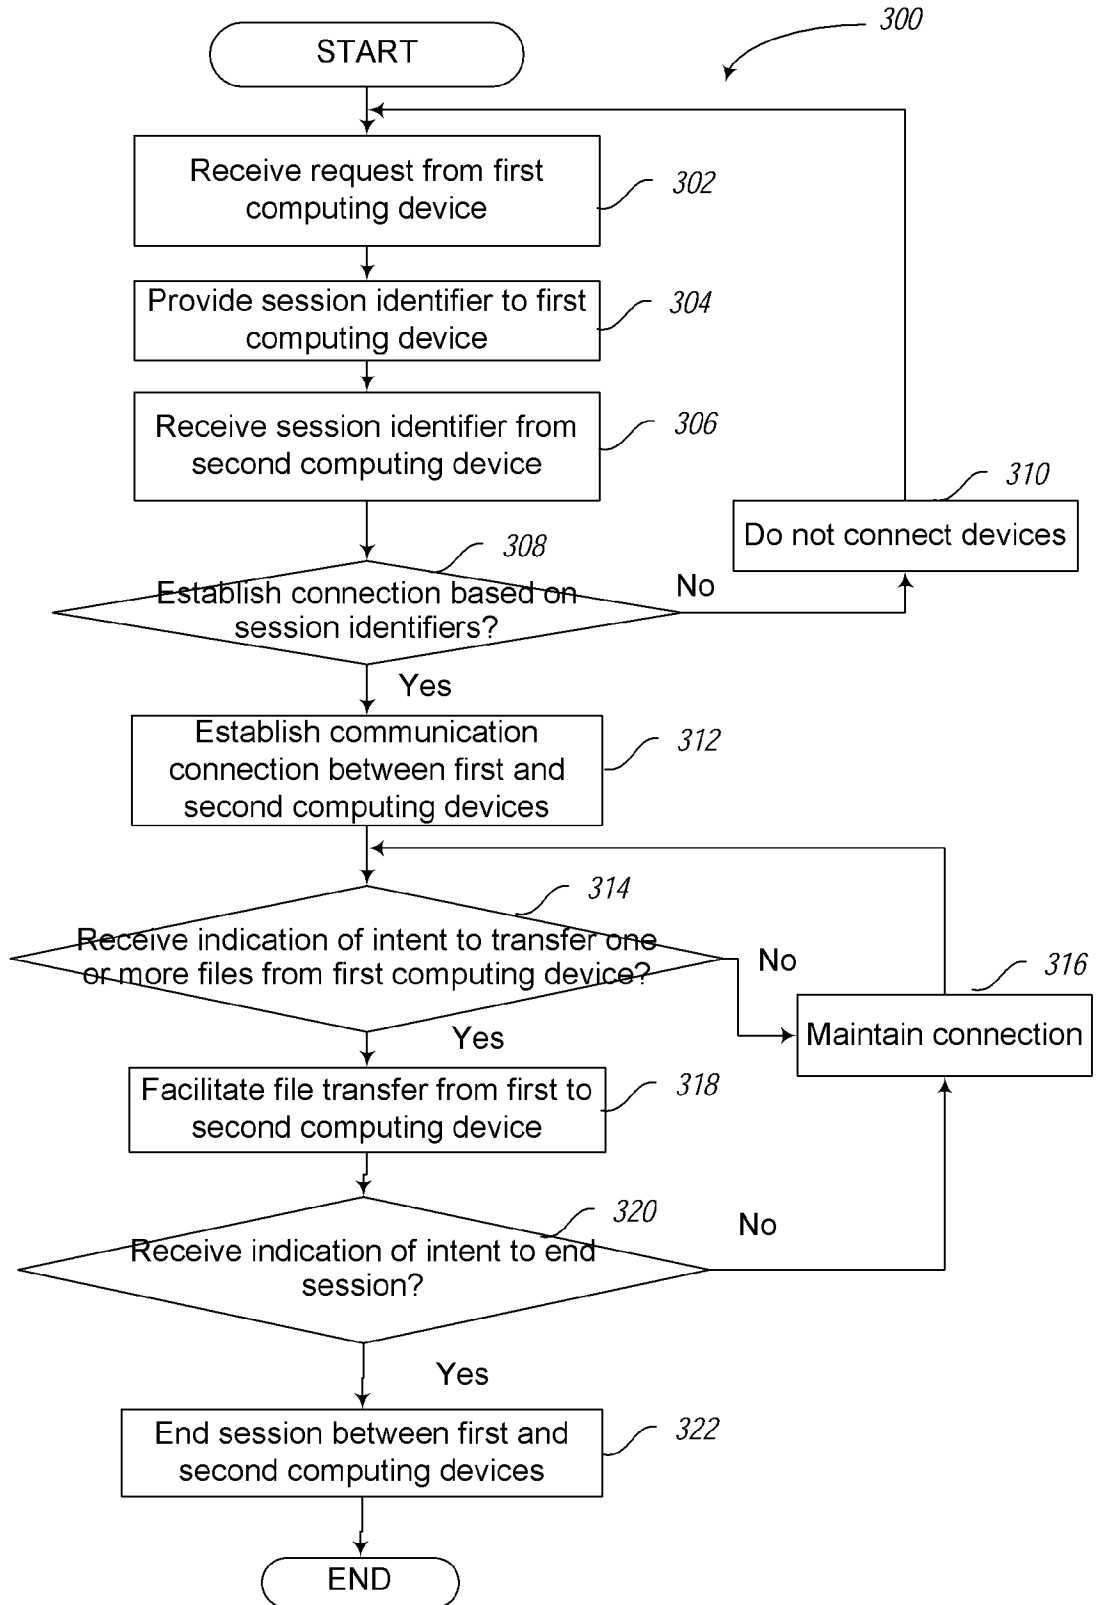 300
START
Receive request from first
computing device
302
Provide session identifier to first
computing device
304
Receive session identifier from
second computing device
306
310
Do not connect devices
308
Establish connection based on
session identifiers?
No
Yes
Establish communication
connection between first and
second computing devices
312
314
Receive indication of intent to transfer one
or more files from first computing device?
No
316
Maintain connection
Yes
Facilitate file transfer from first to
second computing device
318
320
Receive indication of intent to end
session?
No
Yes
End session between first and
second computing devices
322
END